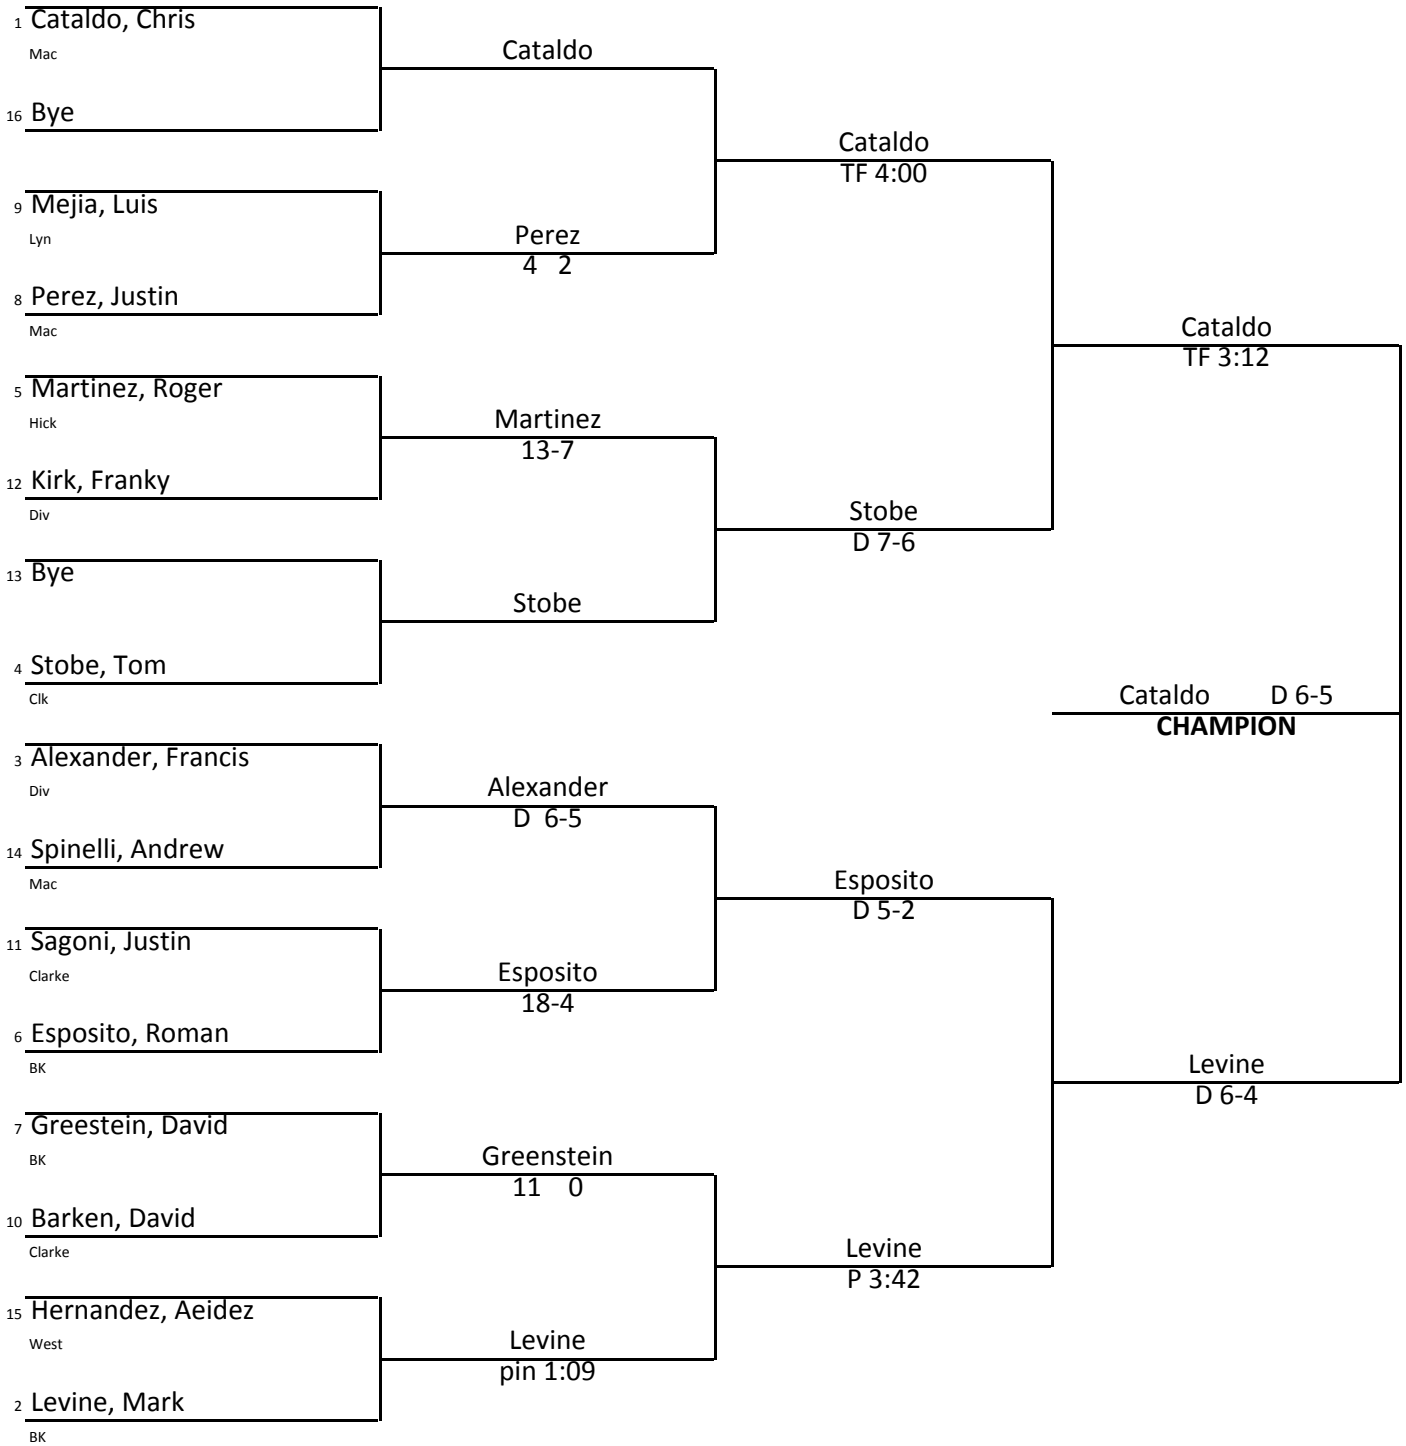 1 Cataldo, Chris
Mac
Cataldo
16 Bye
Cataldo
TF 4:00
9 Mejia, Luis
Lyn
Perez
4 2
8 Perez, Justin
Mac
Cataldo
TF 3:12
5 Martinez, Roger
Hick
Martinez
13-7
12 Kirk, Franky
Div
Stobe
D 7-6
13 Bye
Stobe
4 Stobe, Tom
Clk
Cataldo D 6-5
CHAMPION
3 Alexander, Francis
Div
Alexander
D 6-5
14 Spinelli, Andrew
Mac
Esposito
D 5-2
11 Sagoni, Justin
Clarke
Esposito
18-4
6 Esposito, Roman
BK
Levine
D 6-4
7 Greestein, David
BK
Greenstein
11 0
10 Barken, David
Clarke
Levine
P 3:42
15 Hernandez, Aeidez
West
Levine
pin 1:09
2 Levine, Mark
BK